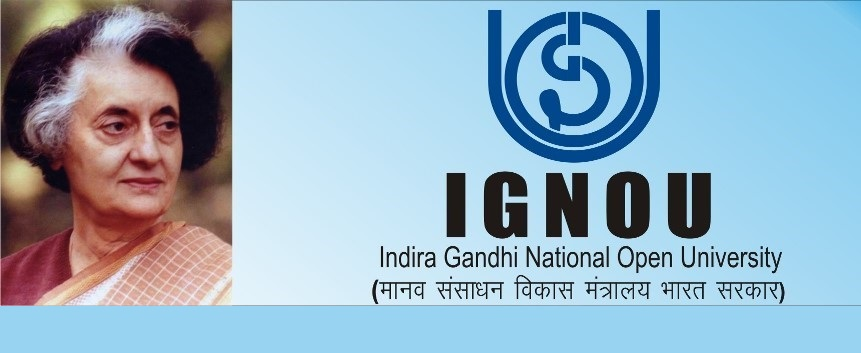 IGNOU
Indira Gandhi National Open University
(मानव संसाधन विकास मंत्रालय भारत सरकार)